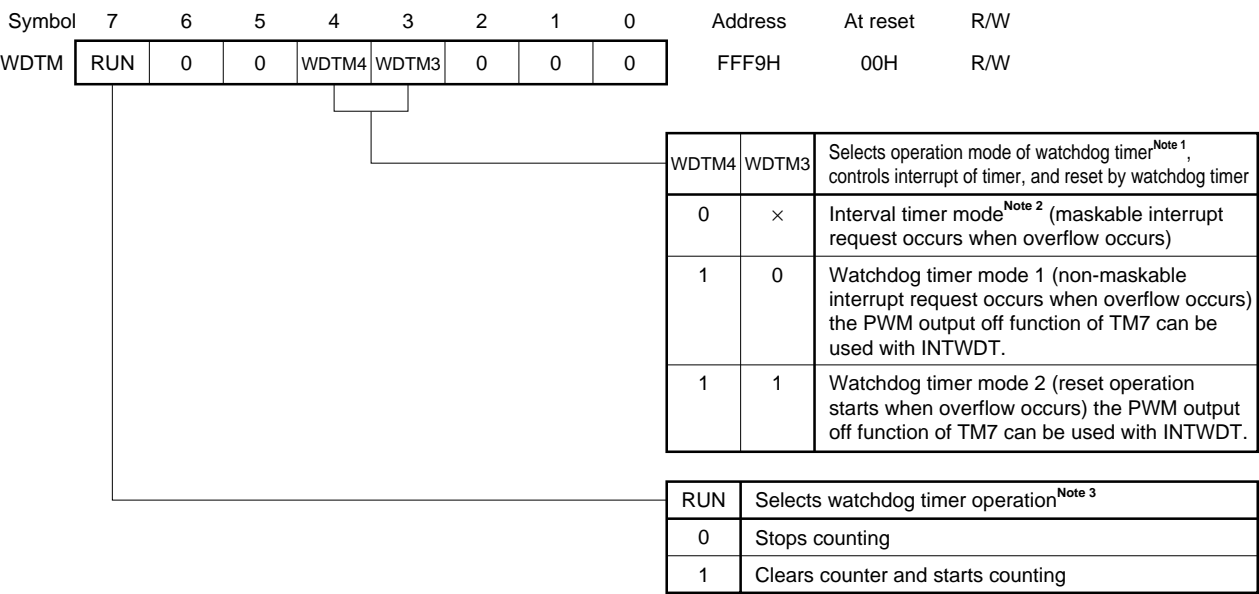 Symbol 7 6 5 4 3 2 1 0 Address At reset R/W
WDTM RUN 0 0 WDTM4 WDTM3 0 0 0 FFF9H 00H R/W
WDTM4 WDTM3 Selects operation mode of watchdog timerNote 1,
controls interrupt of timer, and reset by watchdog timer
0 × Interval timer modeNote 2 (maskable interrupt
request occurs when overflow occurs)
1 0 Watchdog timer mode 1 (non-maskable
interrupt request occurs when overflow occurs)
the PWM output off function of TM7 can be
used with INTWDT.
1 1 Watchdog timer mode 2 (reset operation
starts when overflow occurs) the PWM output
off function of TM7 can be used with INTWDT.
RUN Selects watchdog timer operationNote 3
0 Stops counting
1 Clears counter and starts counting